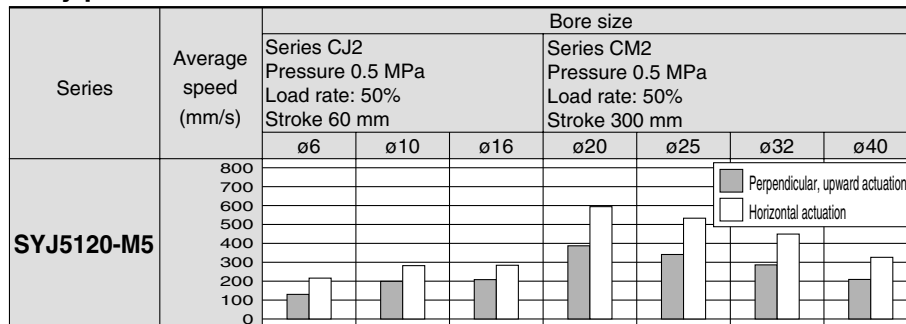 Bore size
Series
Average
speed
(mm/s)
Series CJ2
Pressure 0.5 MPa
Load rate: 50%
Stroke 60 mm
Series CM2
Pressure 0.5 MPa
Load rate: 50%
Stroke 300 mm
ø6 ø10 ø16 ø20 ø25 ø32 ø40
SYJ5120-M5
800
700
600
500
400
300
200
100
0
Perpendicular, upward actuation
Horizontal actuation